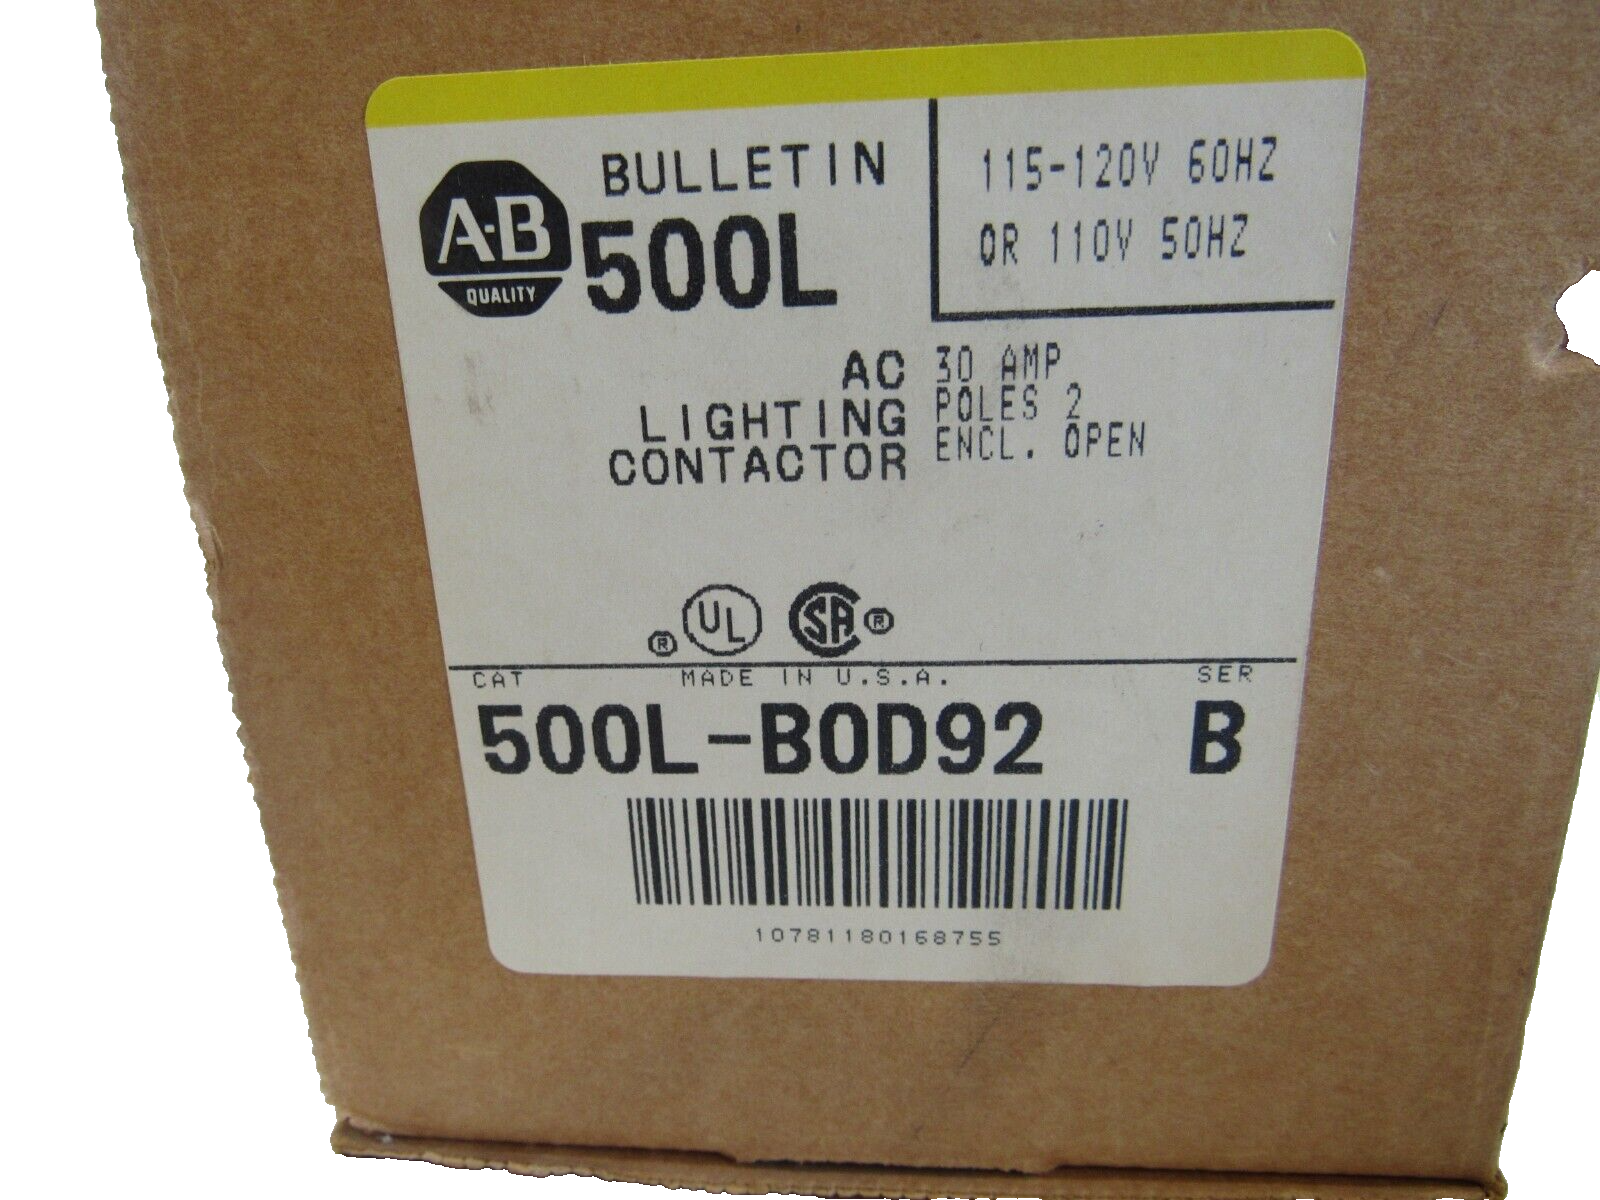 A-B
QUALITY
BULLETIN
500L
115-120V 60HZ
OR 110V 50HZ
AC
LIGHTING
CONTACTOR
30 AMP
POLES 2
ENCL. OPEN
® UL SA ®
CAT MADE IN U.S.A. SER
500L-B0D92 B
10781180168755